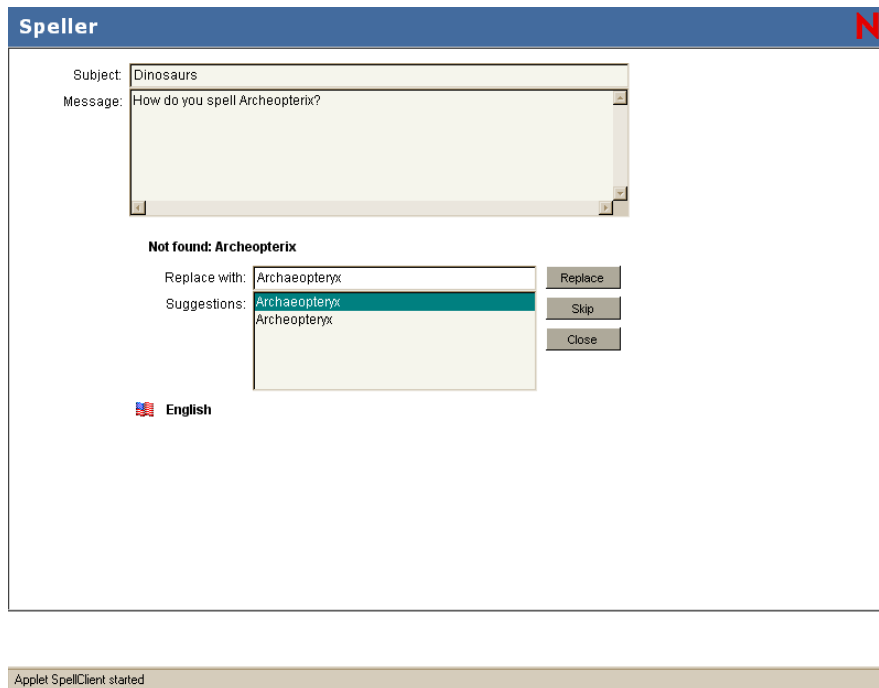 Speller
N
Subject: Dinosaurs
Message: How do you spell Archeopterix?
Not found: Archeopterix
Replace with: Archaeopteryx Replace
Suggestions: Archaeopteryx Skip
Archeopteryx
Close
English
Applet SpellClient started